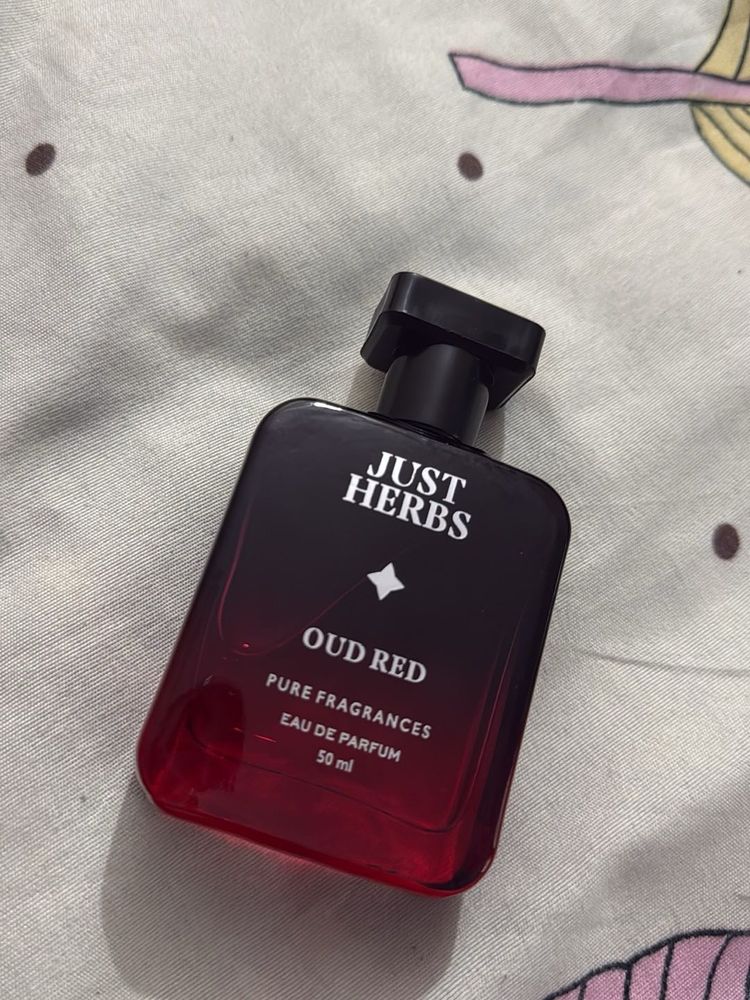 JUST
HERBS
OUD RED
PURE FRAGRANCES
EAU DE PARFUM
50 ml